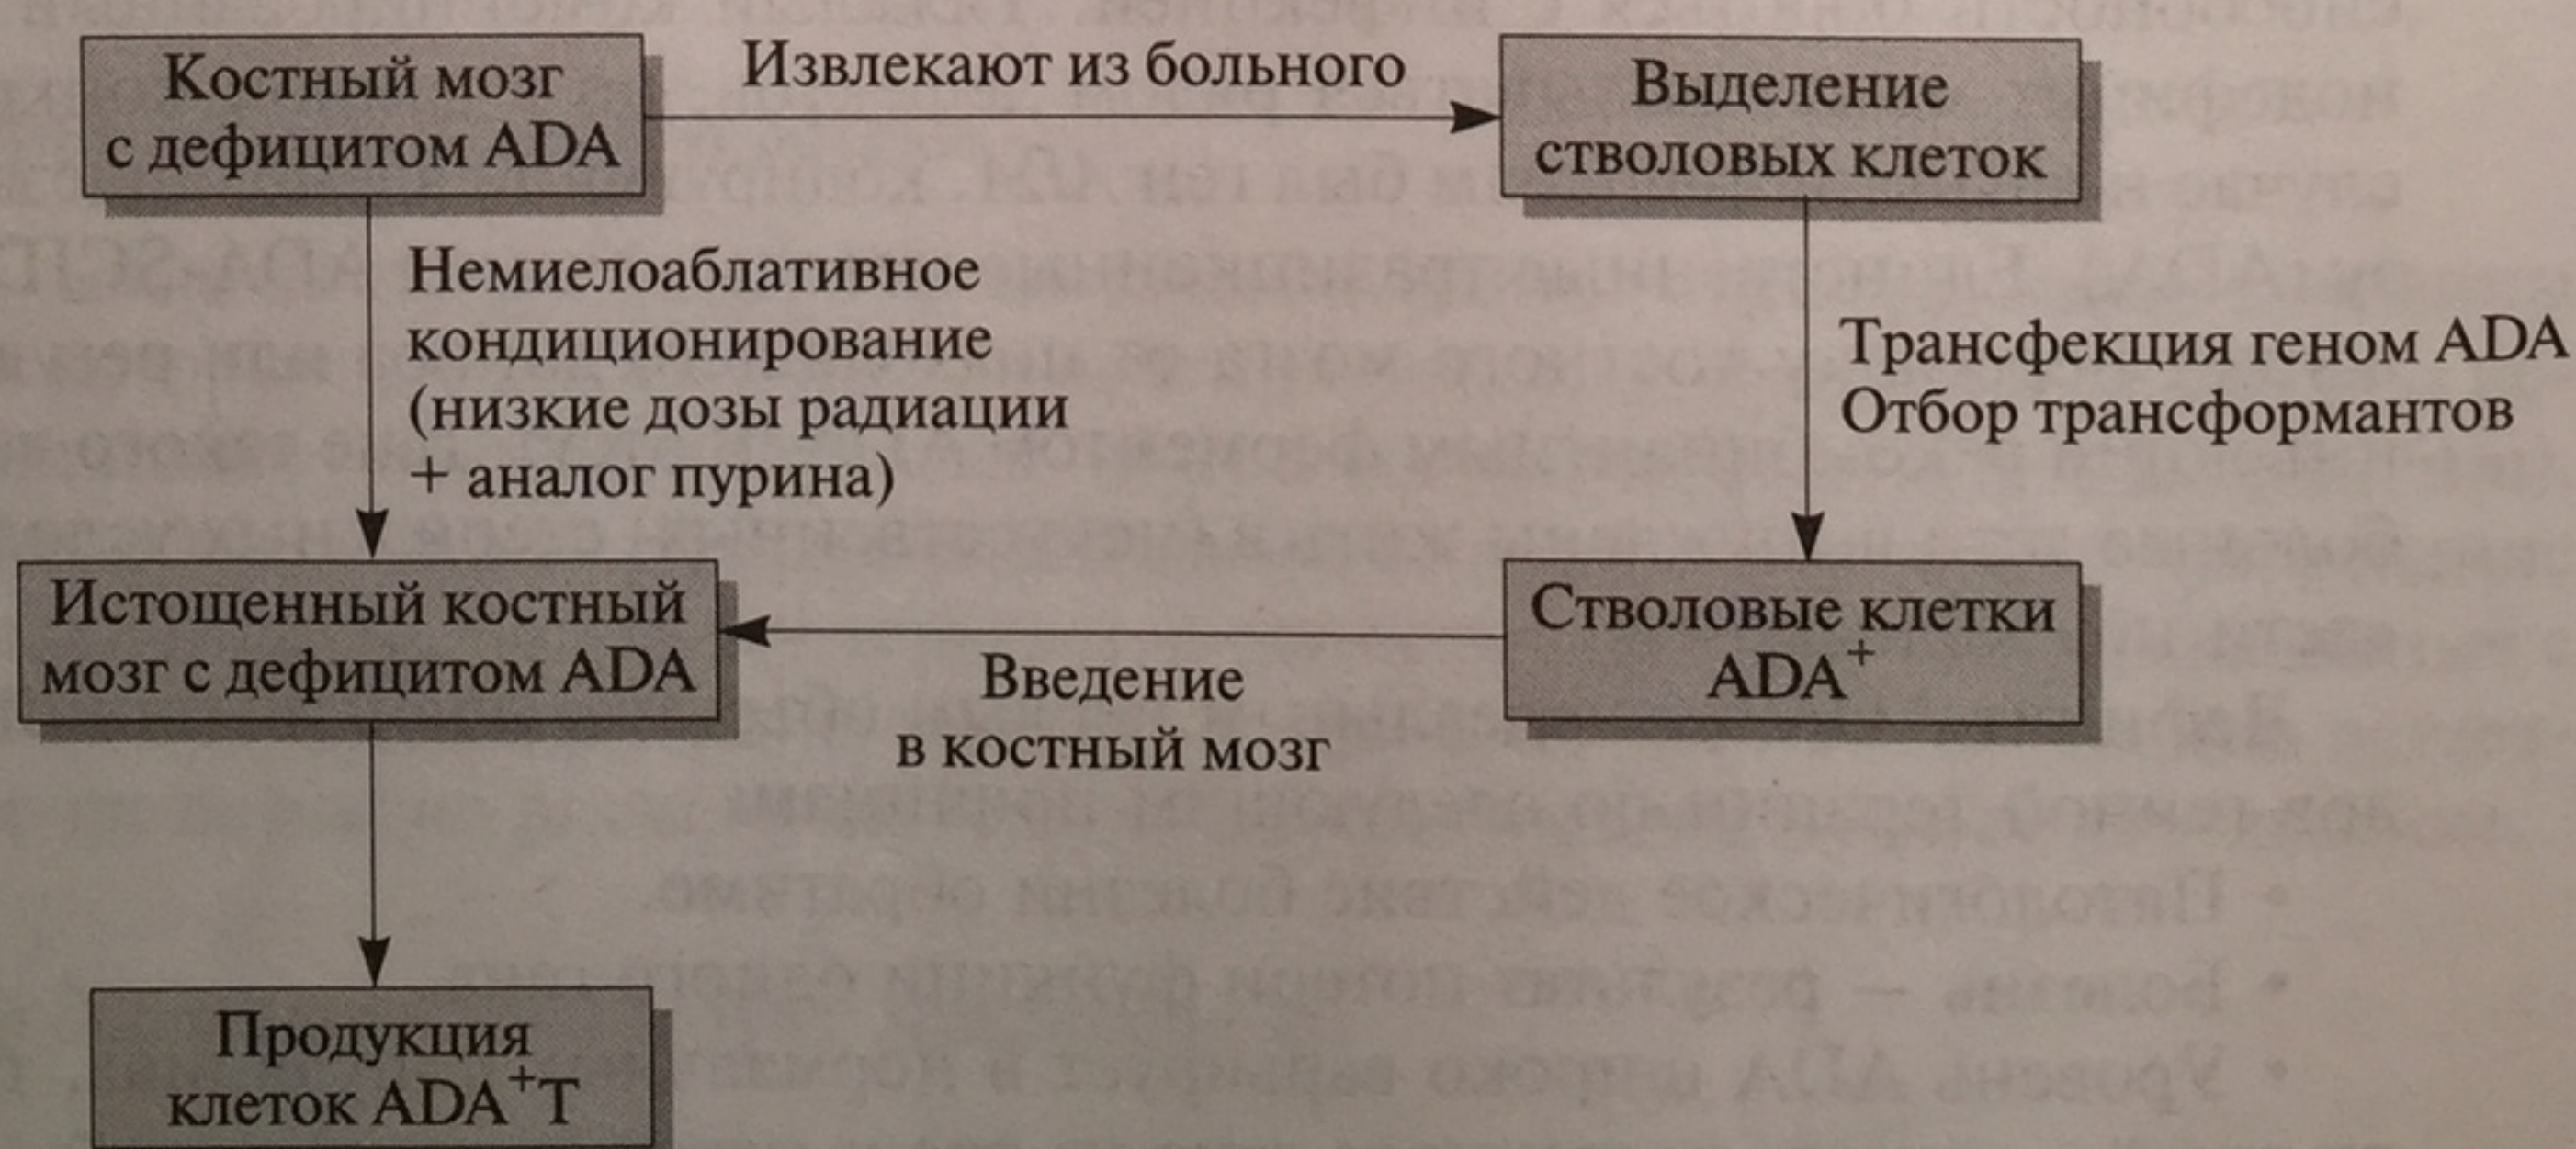 Костный мозг
с дефицитом ADA
Извлекают из больного
Выделение
стволовых клеток
Немиелоаблативное
кондиционирование
(низкие дозы радиации
+ аналог пурина)
Трансфекция геном ADA
Отбор трансформантов
Истощенный костный
мозг с дефицитом ADA
Введение
в костный мозг
Стволовые клетки
ADA⁺
Продукция
клеток ADA⁺T